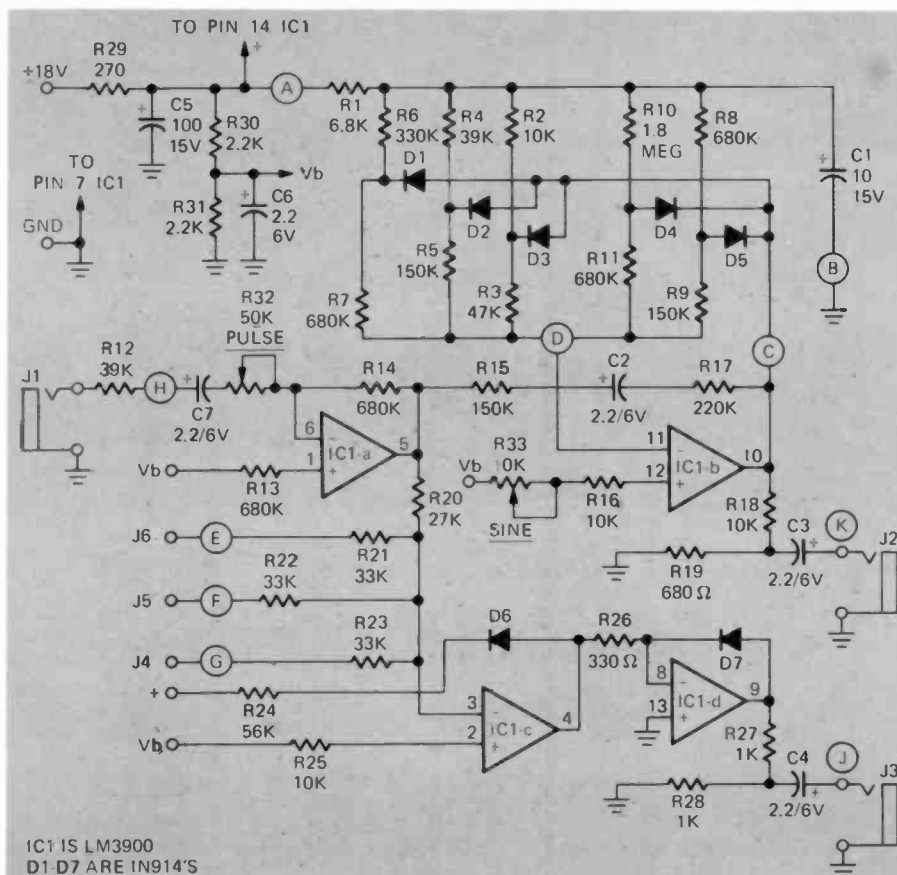 TO PIN 14 IC1
R29
270
+18V
A
R1
6.8K
R6
330K
R4
39K
R2
10K
R10
1.8
MEG
R8
680K
C5
100
15V
R30
2.2K
Vb
D1
D2
D3
D4
D5
C1
10
15V
TO
PIN 7 IC1
GND
R31
2.2K
C6
2.2
6V
R5
150K
R11
680K
B
R7
680K
R3
47K
R9
150K
R32
50K
PULSE
D
C
R12
39K
J1
H
R14
680K
R15
150K
C2
2.2/6V
R17
220K
C7
2.2/6V
6
1
IC1-a
5
R33
10K
Vb
11
12
IC1-b
10
Vb
R13
680K
R20
27K
SINE
R16
10K
R18
10K
C3
2.2/6V
K
J2
J6
E
R21
33K
R22
33K
J5
F
R19
680 Ω
R23
33K
J4
G
D6
R26
330 Ω
D7
+
R24
56K
3
2
IC1-c
4
8
13
IC1-d
9
Vb
R25
10K
R27
1K
R28
1K
C4
2.2/6V
J
J3
IC1 IS LM3900
D1-D7 ARE IN914'S